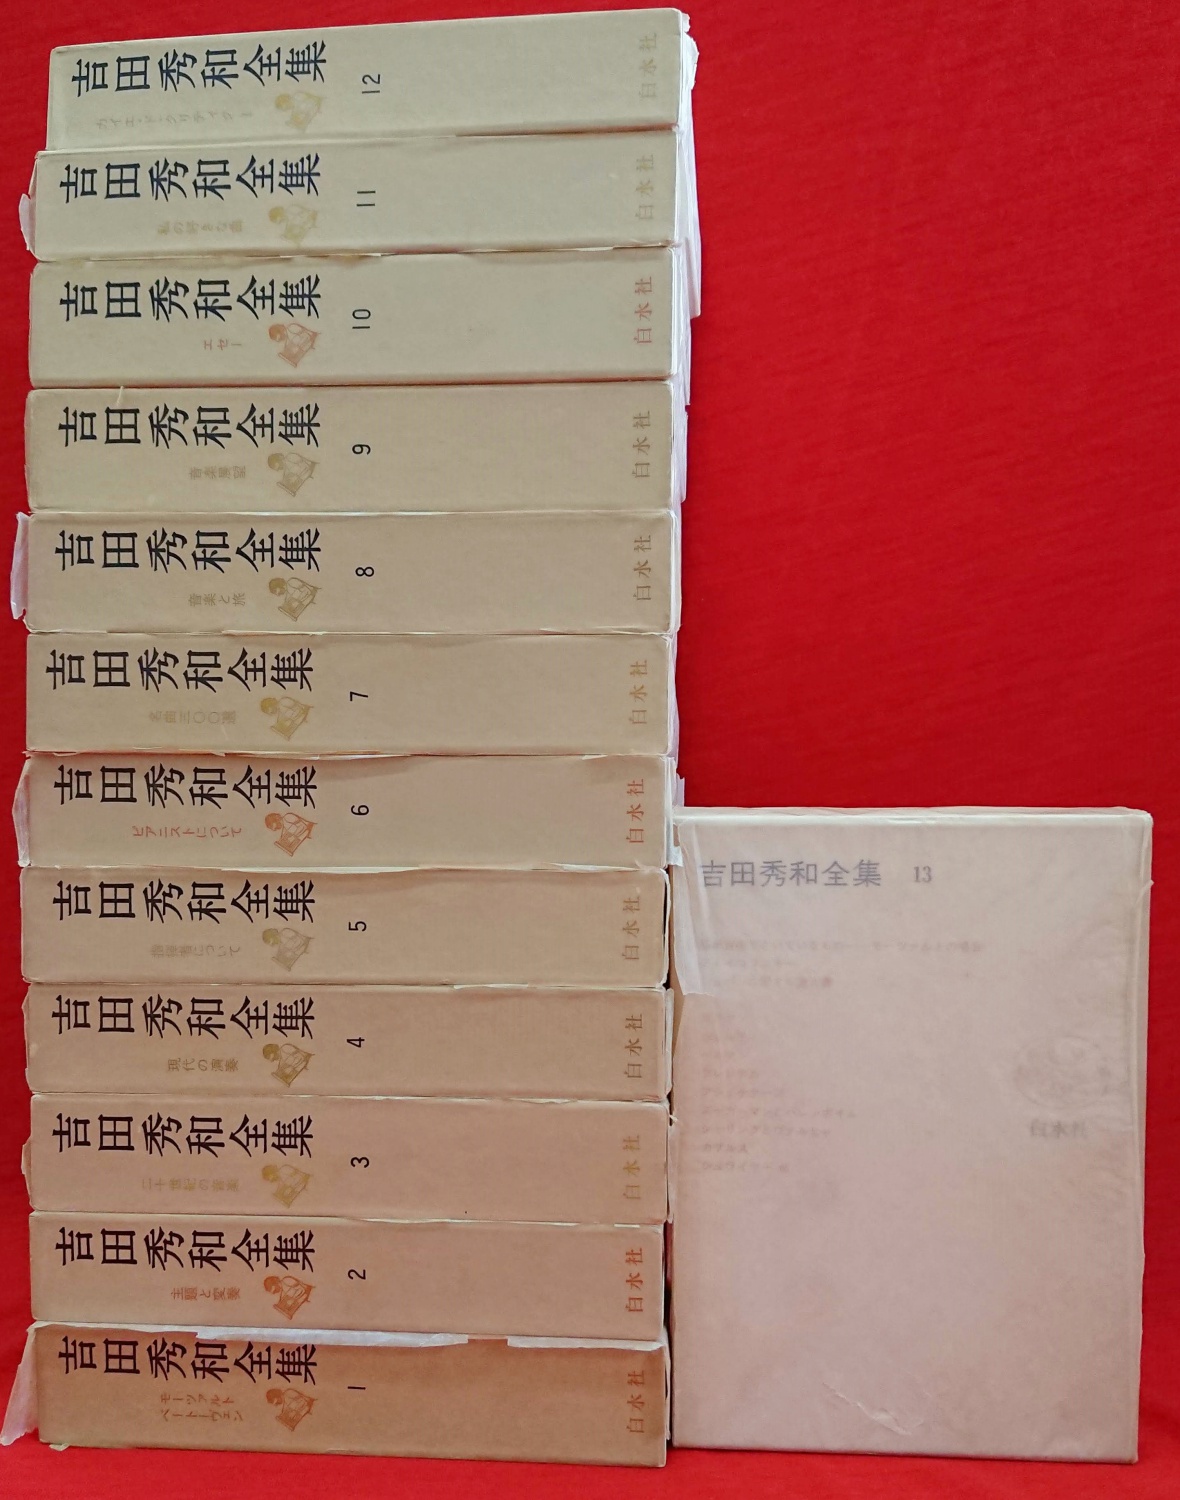 吉田秀和全集
カイエ・ド・クリティク
12
白水社
吉田秀和全集
私の好きな曲
11
白水社
吉田秀和全集
エセー
10
白水社
吉田秀和全集
音楽展望
9
白水社
吉田秀和全集
音楽と旅
8
白水社
吉田秀和全集
名曲三〇〇選
7
白水社
吉田秀和全集
ピアニストについて
6
白水社
吉田秀和全集
指揮者について
5
白水社
吉田秀和全集
現代の演奏
4
白水社
吉田秀和全集
二十世紀の音楽
3
白水社
吉田秀和全集
主題と変奏
2
白水社
吉田秀和全集
モーツァルト
ベートーヴェン
1
白水社
吉田秀和全集 13
白水社